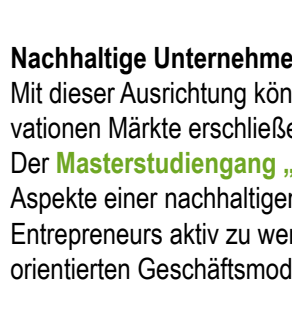 Nachhaltige Unternehme
Mit dieser Ausrichtung kön
vationen Märkte erschließe
Der Masterstudiengang „
Aspekte einer nachhaltiger
Entrepreneurs aktiv zu wer
orientierten Geschäftsmod